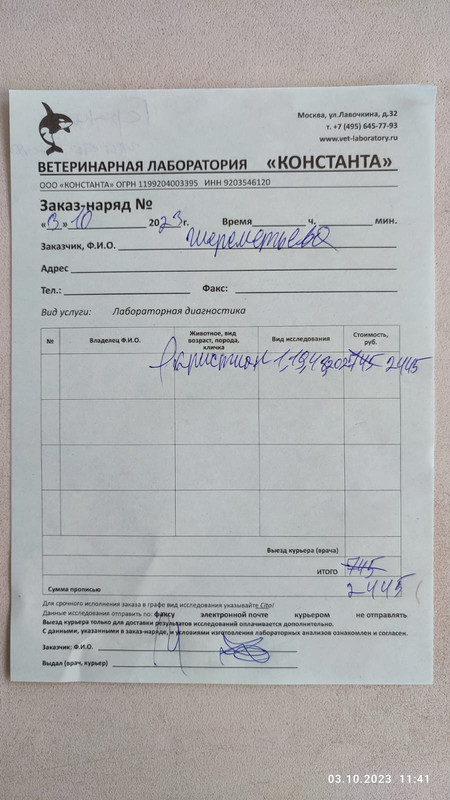 Москва, ул.Лавочкина, д.32
т. +7 (495) 645-77-93
www.vet-laboratory.ru
ВЕТЕРИНАРНАЯ ЛАБОРАТОРИЯ «КОНСТАНТА»
ООО «КОНСТАНТА» ОГРН 1199204003395 ИНН 9203546120
Заказ-наряд №
«3» 10 2023г. Время ч. мин.
Заказчик, Ф.И.О. Шереметьева
Адрес
Тел.: Факс:
Вид услуги: Лабораторная диагностика
№ Владелец Ф.И.О. Животное, вид возраст, порода, кличка Вид исследования Стоимость, руб.
745 2445
Выезд курьера (врача)
ИТОГО 745
2445
Сумма прописью
Для срочного исполнения заказа в графе вид исследования указывайте Cito!
Данные исследования отправить по: факсу электронной почте курьером не отправлять
Выезд курьера только для доставки результатов исследований оплачивается дополнительно.
С данными, указанными в заказ-наряде, и условиями изготовления лабораторных анализов ознакомлен и согласен.
Заказчик: Ф.И.О.
Выдал (врач, курьер)
03.10.2023 11:41